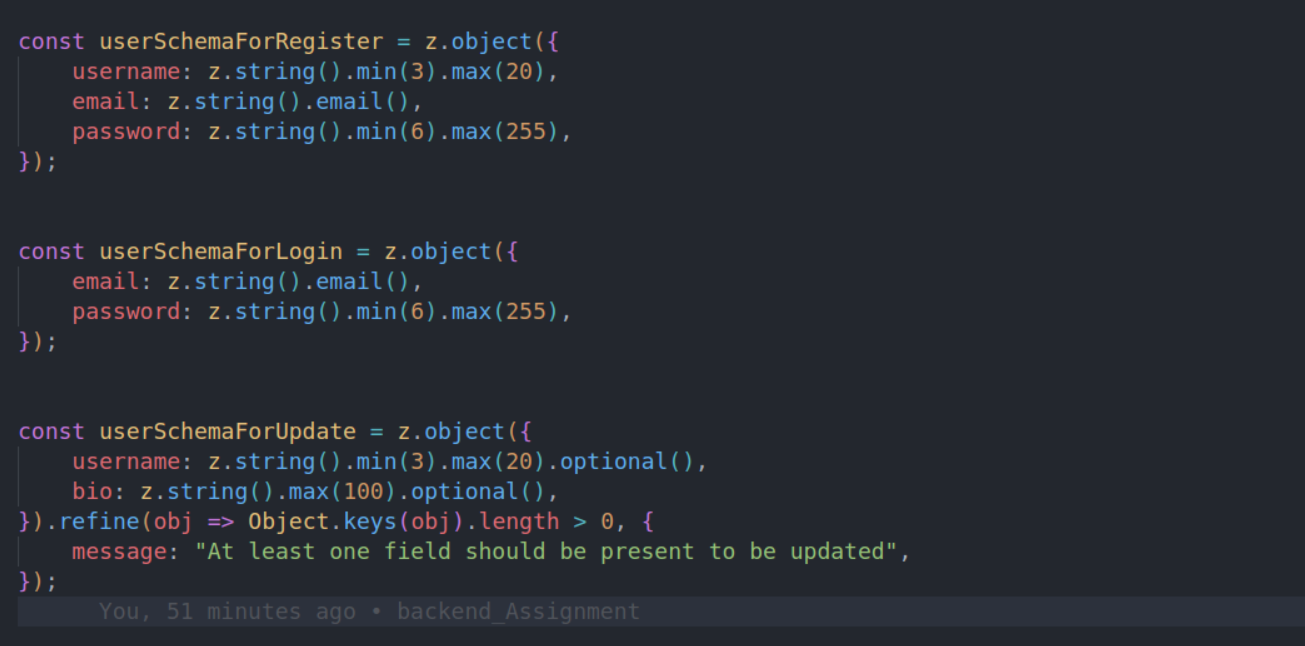 const userSchemaForRegister = z.object({
    username: z.string().min(3).max(20),
    email: z.string().email(),
    password: z.string().min(6).max(255),
});
const userSchemaForLogin = z.object({
    email: z.string().email(),
    password: z.string().min(6).max(255),
});
const userSchemaForUpdate = z.object({
    username: z.string().min(3).max(20).optional(),
    bio: z.string().max(100).optional(),
}).refine(obj => Object.keys(obj).length > 0, {
    message: "At least one field should be present to be updated",
});
You, 51 minutes ago • backend_Assignment